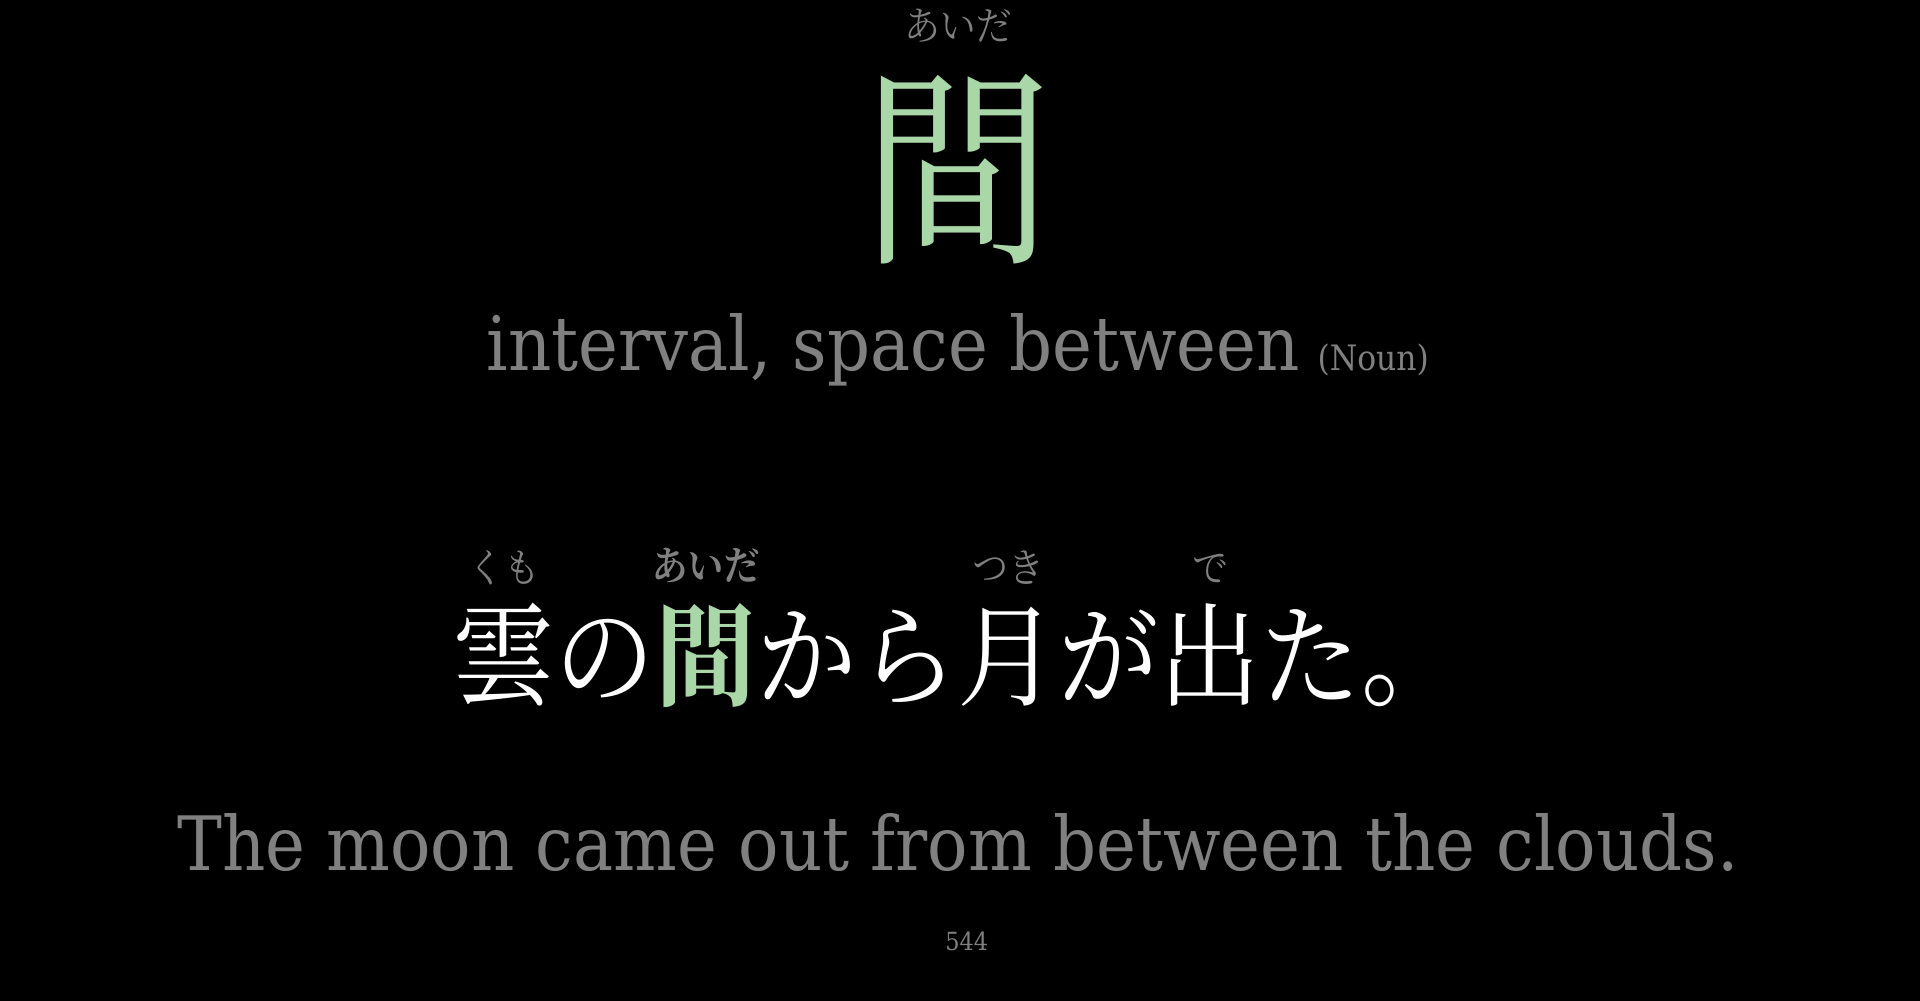 あいだ
間
interval, space between (Noun)
くも あいだ つき で
雲の間から月が出た。
The moon came out from between the clouds.
544